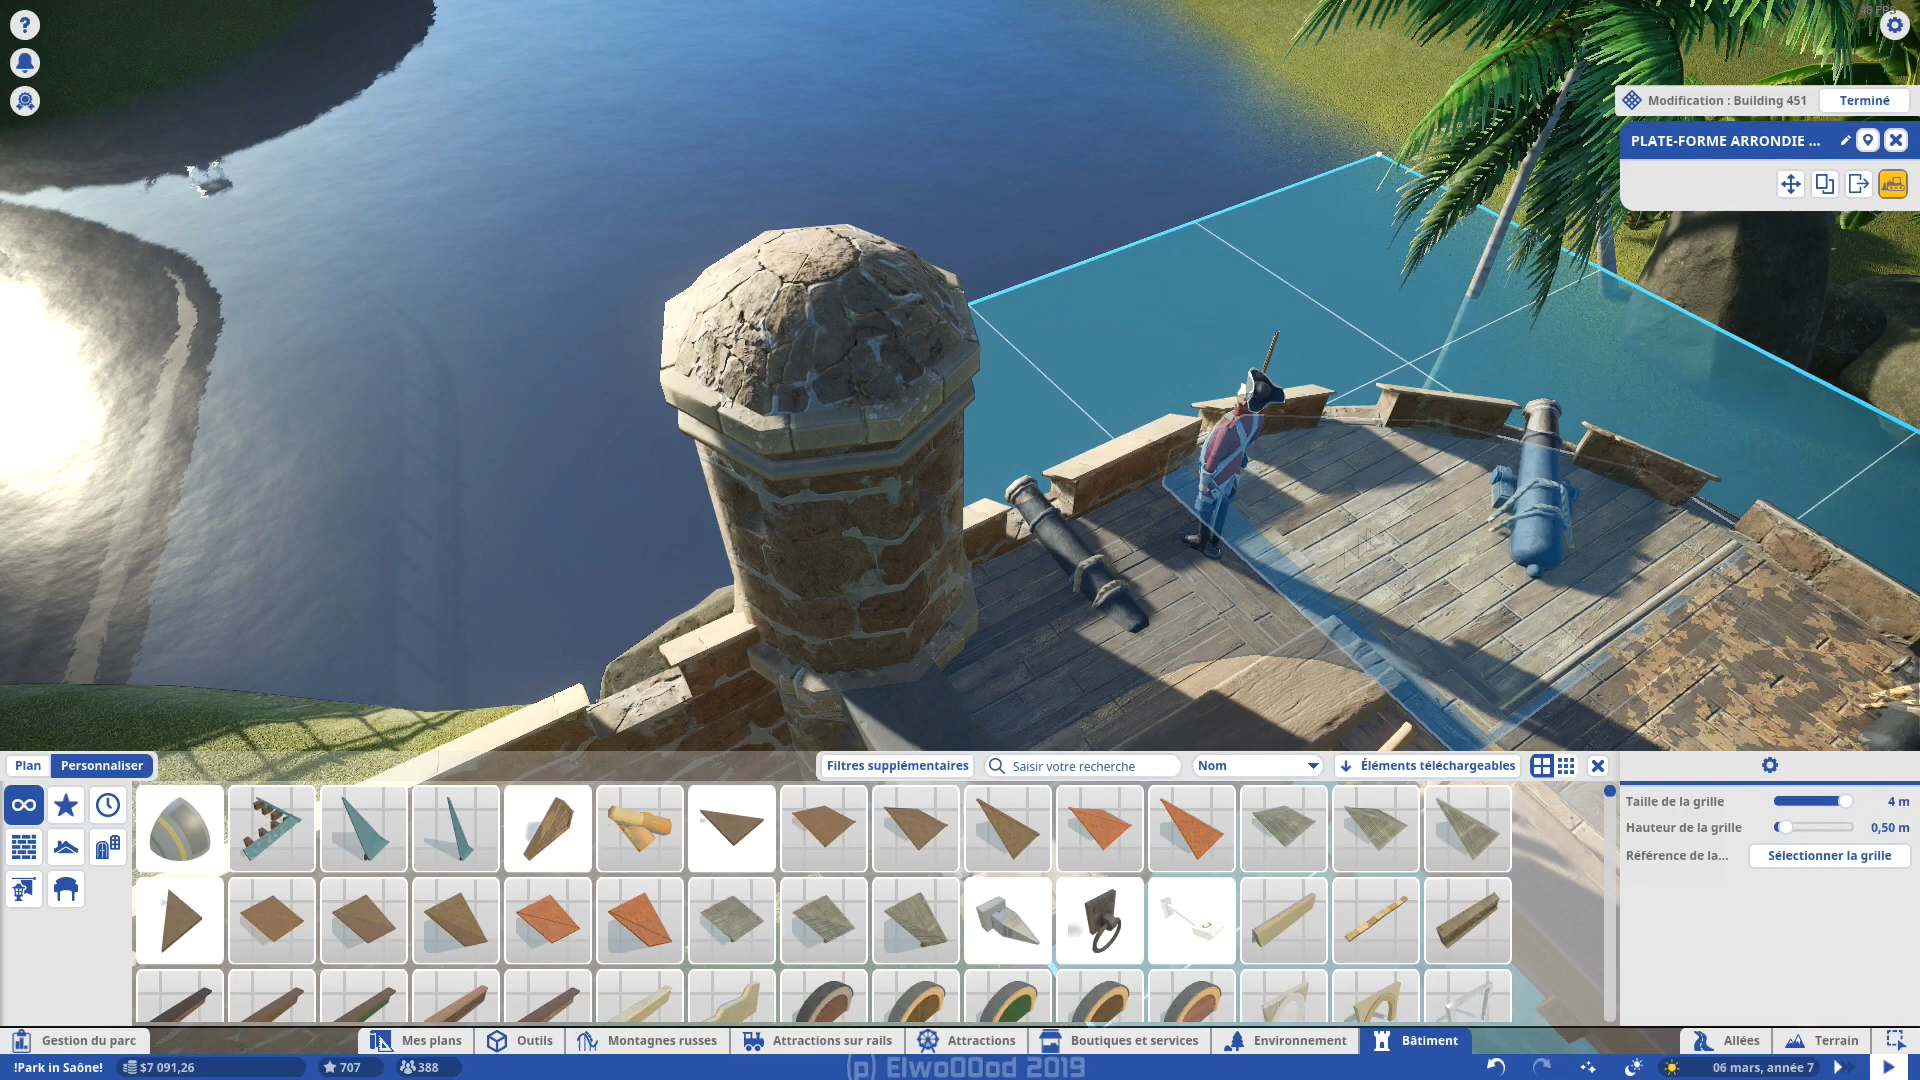 48 FPS
Modification : Building 451
Terminé
PLATE-FORME ARRONDIE ...
Plan
Personnaliser
Filtres supplémentaires
Saisir votre recherche
Nom
Éléments téléchargeables
Taille de la grille
4 m
Hauteur de la grille
0,50 m
Référence de la...
Sélectionner la grille
Gestion du parc
Mes plans
Outils
Montagnes russes
Attractions sur rails
Attractions
Boutiques et services
Environnement
Bâtiment
Allées
Terrain
!Park in Saône!
$7 091,26
707
388
(p) Elwo00od 2019
06 mars, année 7